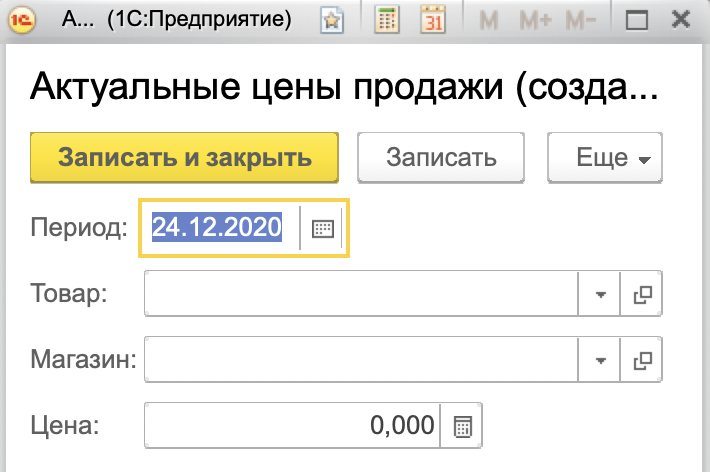 А... (1С:Предприятие) 31 M M+ M-
Актуальные цены продажи (созда...
Записать и закрыть Записать Еще
Период: 24.12.2020
Товар:
Магазин:
Цена: 0,000